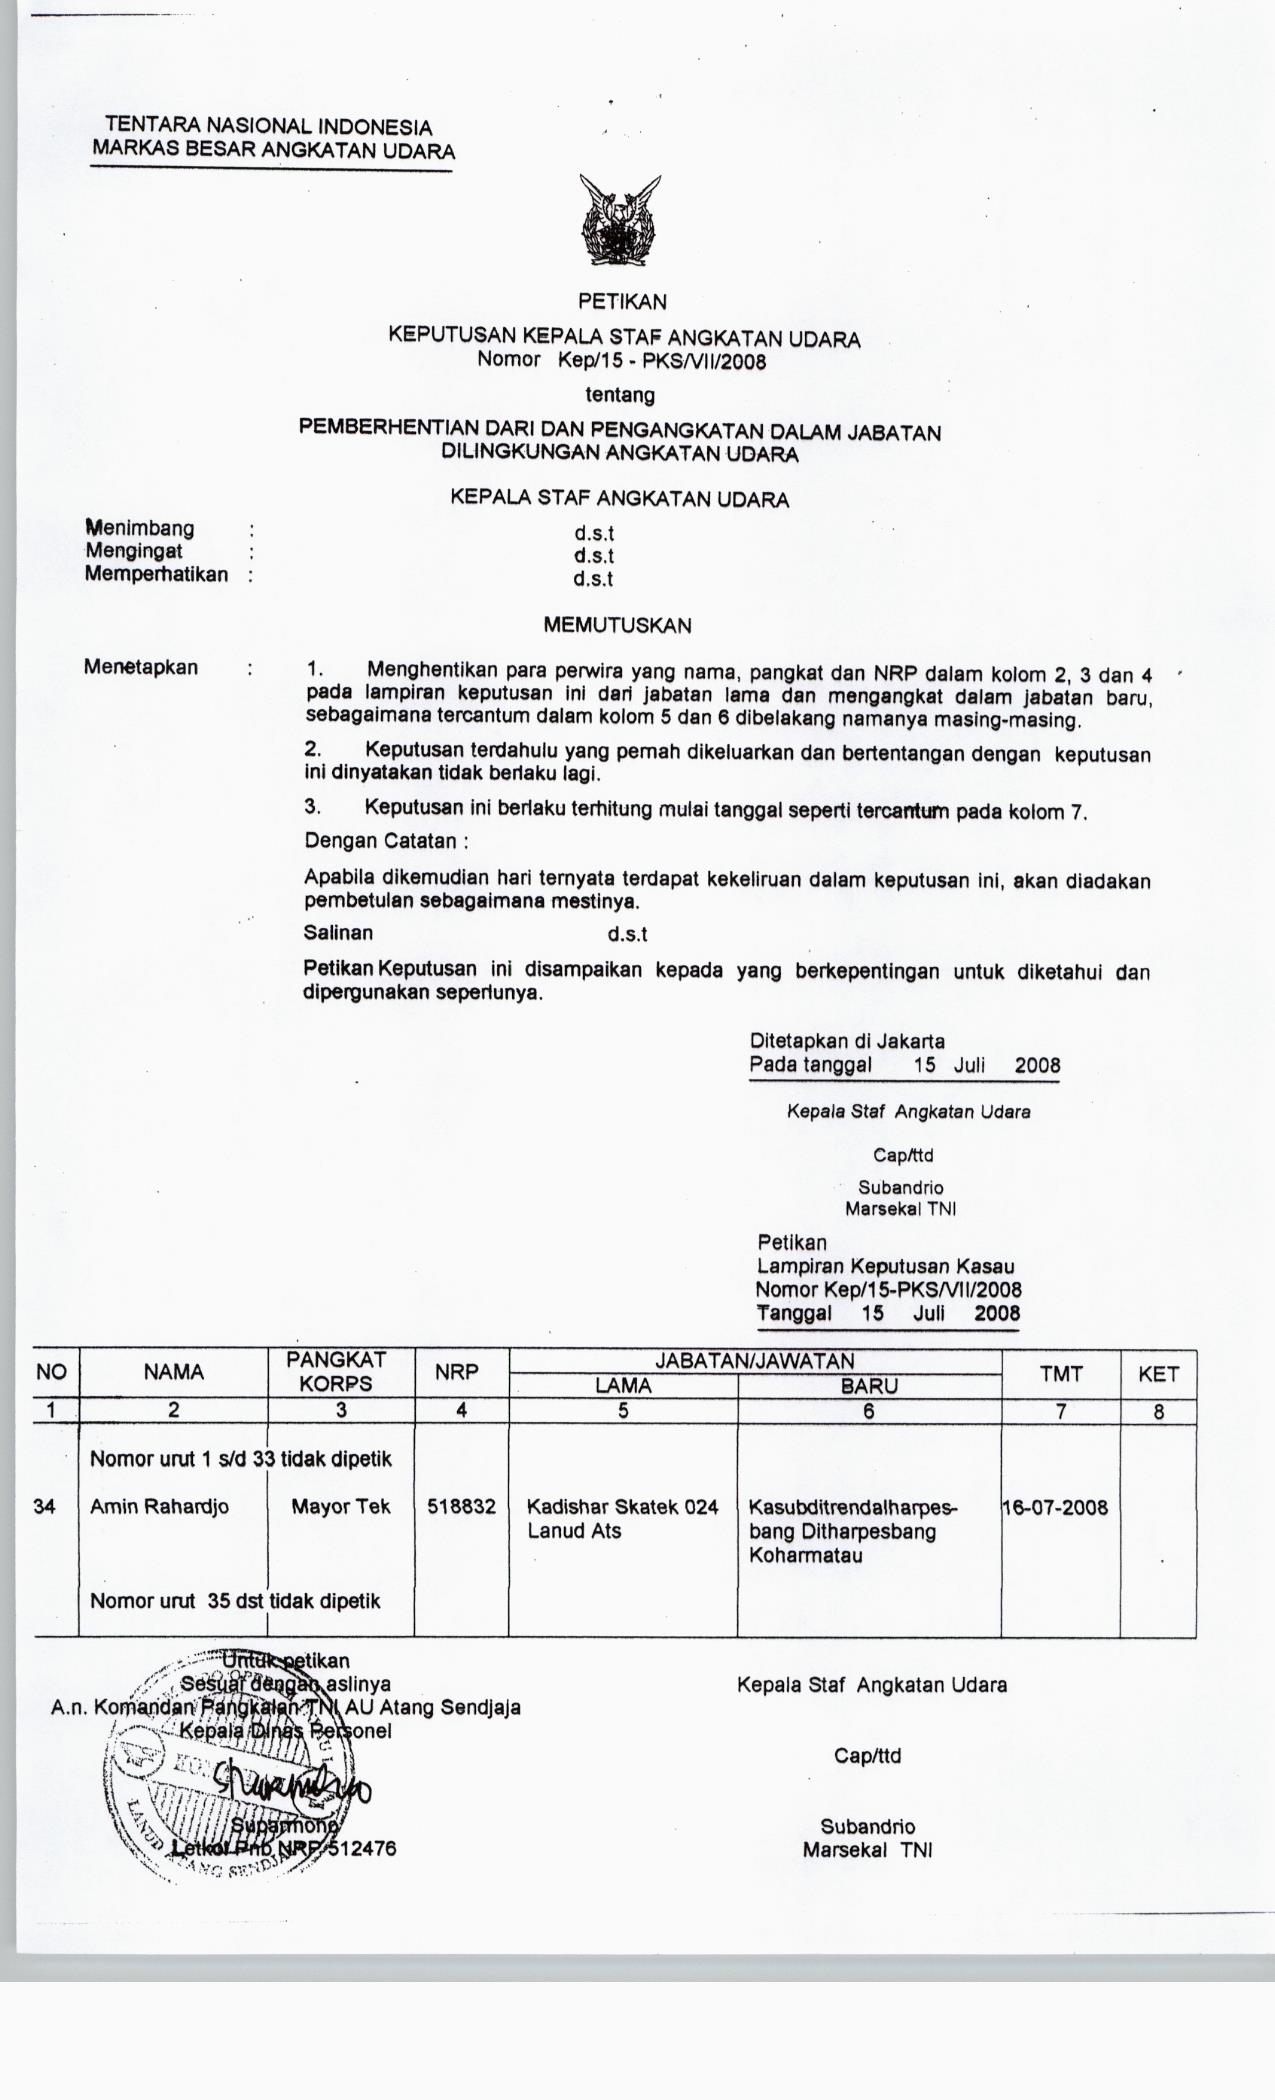 TENTARA NASIONAL INDONESIA
MARKAS BESAR ANGKATAN UDARA
PETIKAN
KEPUTUSAN KEPALA STAF ANGKATAN UDARA
Nomor Kep/15 - PKS/VII/2008
tentang
PEMBERHENTIAN DARI DAN PENGANGKATAN DALAM JABATAN
DILINGKUNGAN ANGKATAN UDARA
KEPALA STAF ANGKATAN UDARA
Menimbang : d.s.t
Mengingat : d.s.t
Memperhatikan : d.s.t
MEMUTUSKAN
Menetapkan : 1. Menghentikan para perwira yang nama, pangkat dan NRP dalam kolom 2, 3 dan 4
pada lampiran keputusan ini dari jabatan lama dan mengangkat dalam jabatan baru,
sebagaimana tercantum dalam kolom 5 dan 6 dibelakang namanya masing-masing.
2. Keputusan terdahulu yang pernah dikeluarkan dan bertentangan dengan keputusan
ini dinyatakan tidak berlaku lagi.
3. Keputusan ini berlaku terhitung mulai tanggal seperti tercantum pada kolom 7.
Dengan Catatan :
Apabila dikemudian hari ternyata terdapat kekeliruan dalam keputusan ini, akan diadakan
pembetulan sebagaimana mestinya.
Salinan d.s.t
Petikan Keputusan ini disampaikan kepada yang berkepentingan untuk diketahui dan
dipergunakan seperlunya.
Ditetapkan di Jakarta
Pada tanggal 15 Juli 2008
Kepala Staf Angkatan Udara
Cap/ttd
Subandrio
Marsekal TNI
Petikan
Lampiran Keputusan Kasau
Nomor Kep/15-PKS/VII/2008
Tanggal 15 Juli 2008
NO NAMA PANGKAT KORPS NRP JABATAN/JAWATAN TMT KET
LAMA BARU
1 2 3 4 5 6 7 8
Nomor urut 1 s/d 33 tidak dipetik
34 Amin Rahardjo Mayor Tek 518832 Kadishar Skatek 024 Kasubditrendalharpes- 16-07-2008
Lanud Ats bang Ditharpesbang
Koharmatau
Nomor urut 35 dst tidak dipetik
Untuk petikan
Sesuai dengan aslinya
A.n. Komandan Pangkalan TNI AU Atang Sendjaja
Kepala Dinas Personel
Suparmono
Letkol Pnb NRP 512476
LANUD ATANG SENDJAJA
Kepala Staf Angkatan Udara
Cap/ttd
Subandrio
Marsekal TNI